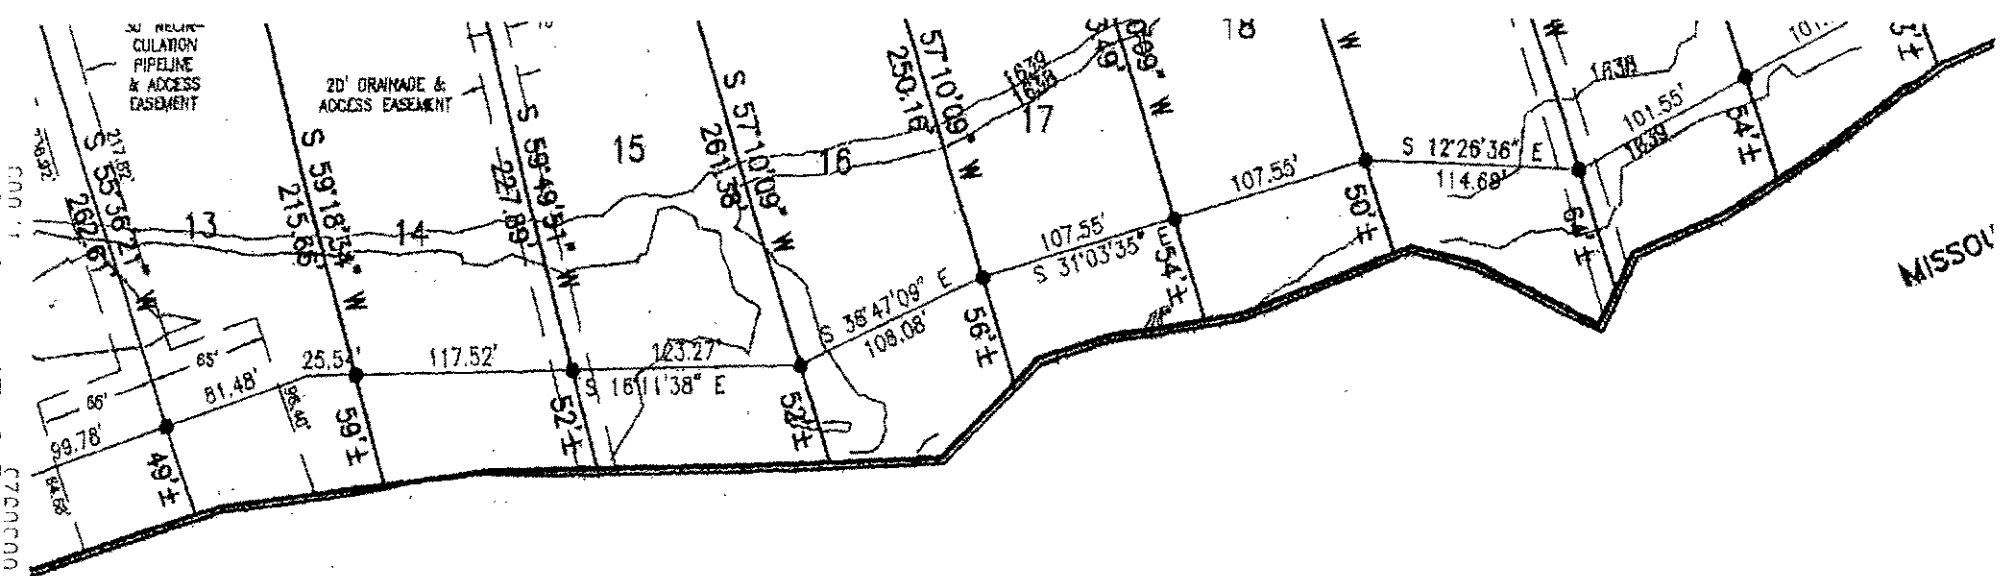 CULATION
PIPELINE
& ACCESS
EASEMENT
20' DRAINAGE &
ACCESS EASEMENT
217.87'
S 55°36'21" W
262.61'
S 59°18'34" W
215.65'
S 59°49'51" W
227.89'
S 57°10'09" W
261.38'
57°10'09" W
250.16'
W
W
W
13
14
15
16
17
18
1639
1638
1638
1639
99.78'
66'
65'
81.48'
25.54'
117.52'
123.27'
S 16°11'38" E
S 38°47'09" E
108.08'
107.55'
S 31°03'35" E
107.55'
S 12°26'36" E
114.68'
101.55'
49'±
59'±
52'±
52'±
56'±
54'±
50'±
64'±
54'±
MISSOU